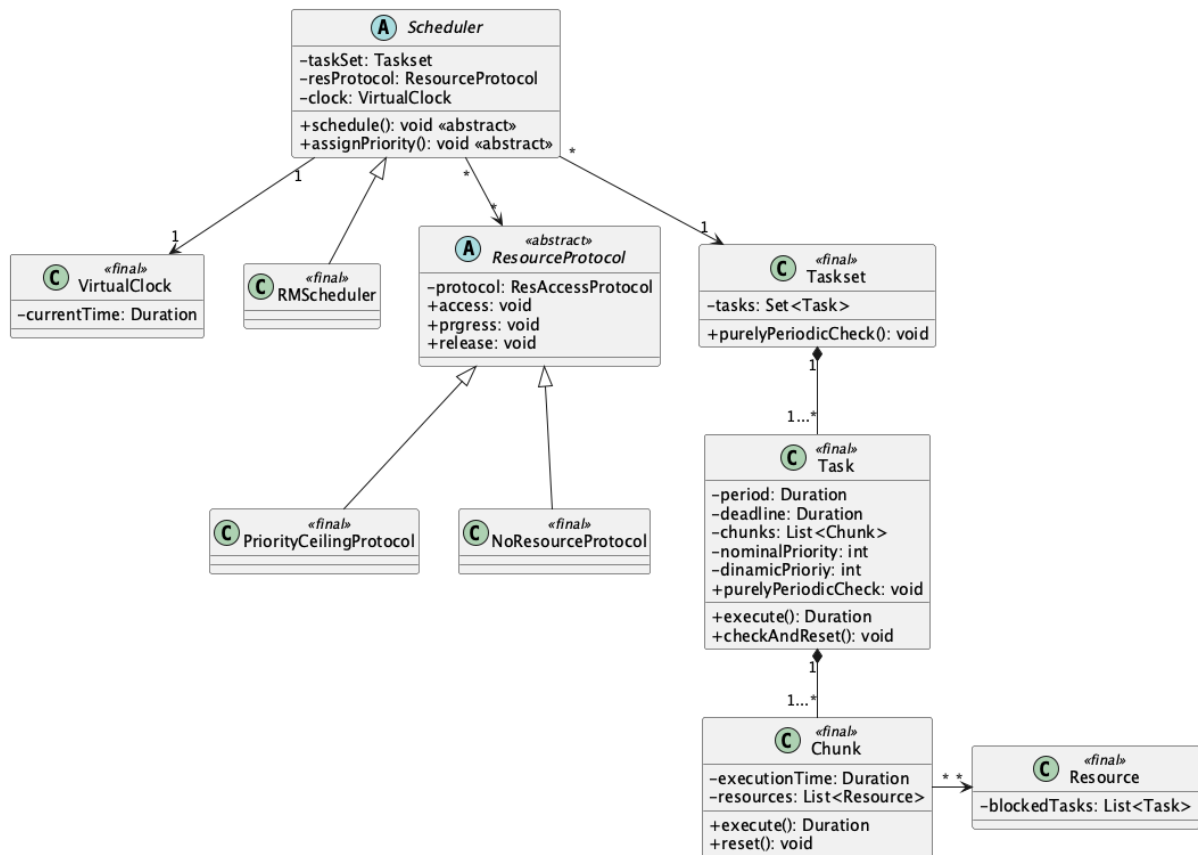 A Scheduler
-taskSet: Taskset
-resProtocol: ResourceProtocol
-clock: VirtualClock
+schedule(): void «abstract»
+assignPriority(): void «abstract»
1
*
*
1
*
1
C «final»
VirtualClock
-currentTime: Duration
C «final»
RMScheduler
A «abstract»
ResourceProtocol
-protocol: ResAccessProtocol
+access: void
+prgress: void
+release: void
C «final»
Taskset
-tasks: Set<Task>
+purelyPeriodicCheck(): void
*
1
1...*
C «final»
PriorityCeilingProtocol
C «final»
NoResourceProtocol
C «final»
Task
-period: Duration
-deadline: Duration
-chunks: List<Chunk>
-nominalPriority: int
-dinamicPrioriy: int
+purelyPeriodicCheck: void
+execute(): Duration
+checkAndReset(): void
1
1...*
C «final»
Chunk
-executionTime: Duration
-resources: List<Resource>
+execute(): Duration
+reset(): void
* *
C «final»
Resource
-blockedTasks: List<Task>